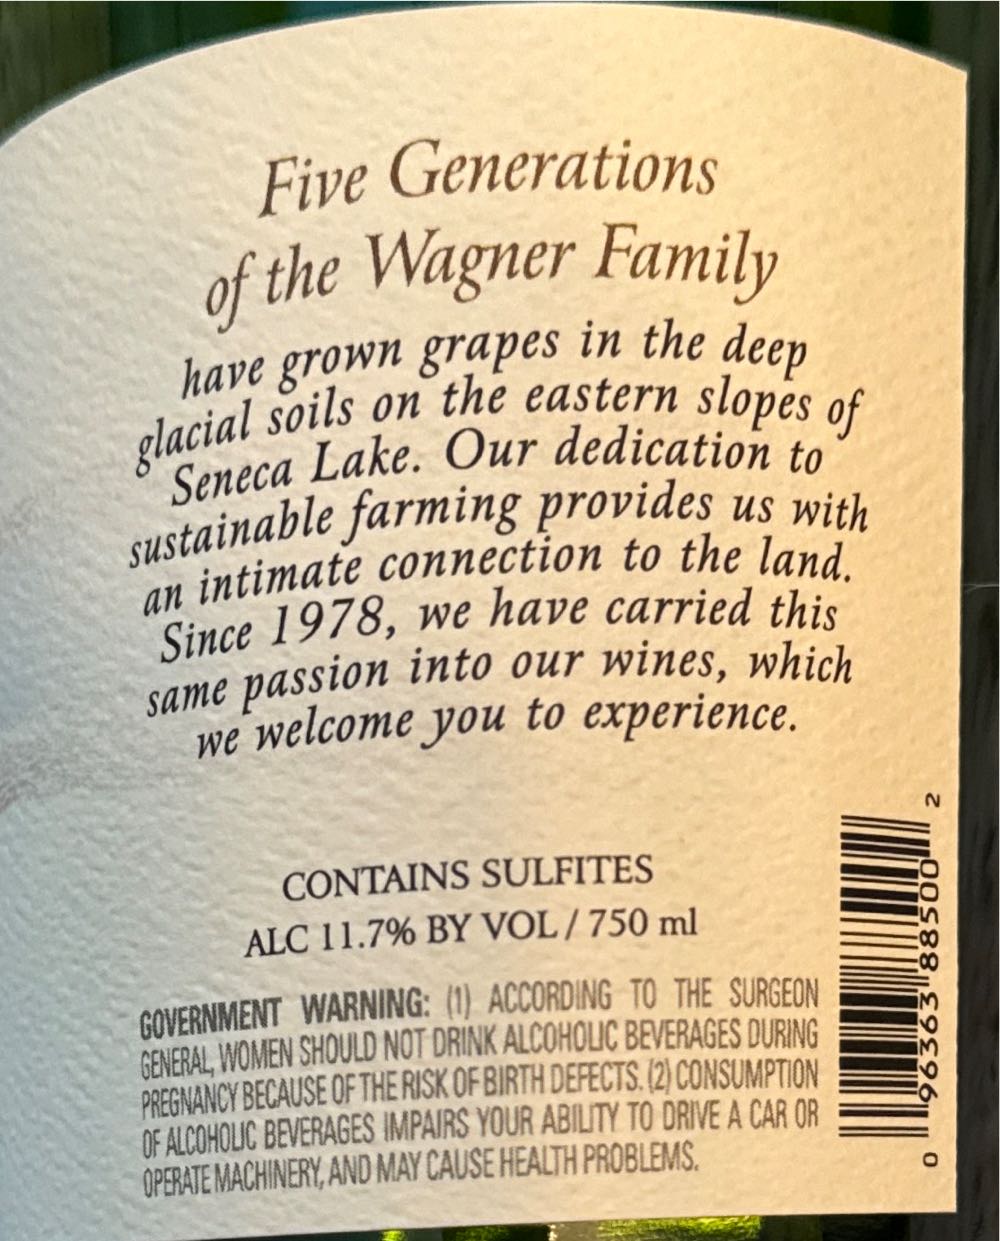 Five Generations
of the Wagner Family
have grown grapes in the deep
glacial soils on the eastern slopes of
Seneca Lake. Our dedication to
sustainable farming provides us with
an intimate connection to the land.
Since 1978, we have carried this
same passion into our wines, which
we welcome you to experience.
CONTAINS SULFITES
ALC 11.7% BY VOL / 750 ml
GOVERNMENT WARNING: (1) ACCORDING TO THE SURGEON
GENERAL, WOMEN SHOULD NOT DRINK ALCOHOLIC BEVERAGES DURING
PREGNANCY BECAUSE OF THE RISK OF BIRTH DEFECTS. (2) CONSUMPTION
OF ALCOHOLIC BEVERAGES IMPAIRS YOUR ABILITY TO DRIVE A CAR OR
OPERATE MACHINERY, AND MAY CAUSE HEALTH PROBLEMS.
0 96363 88500 2